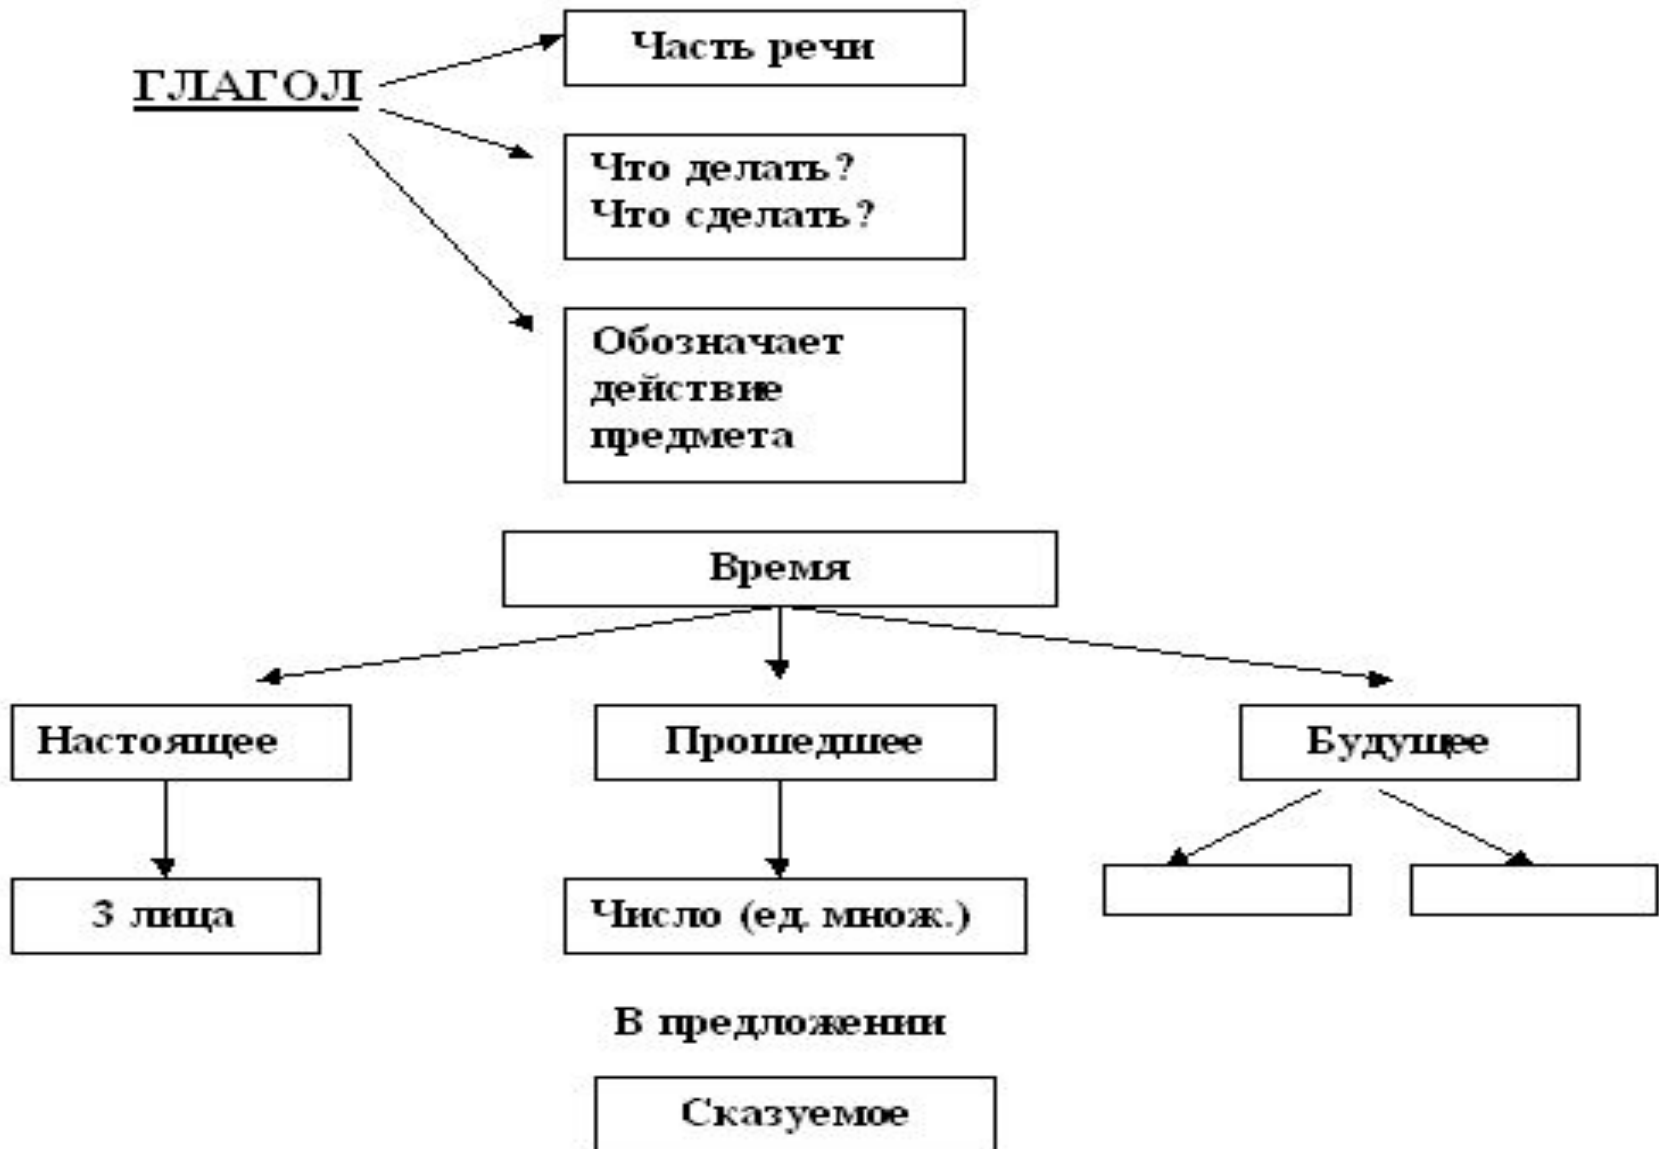 ГЛАГОЛ
Часть речи
Что делать?
Что сделать?
Обозначает
действие
предмета
Время
Настоящее
Прошедшее
Будущее
3 лица
Число (ед. множ.)
В предложении
Сказуемое